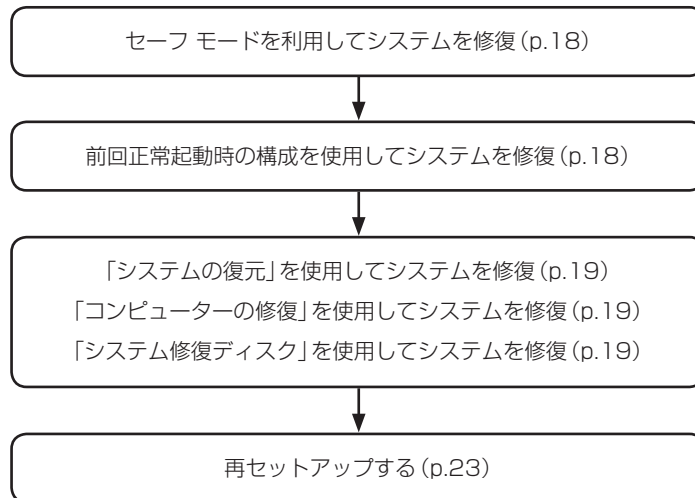 セーフ モードを利用してシステムを修復(p.18)
前回正常起動時の構成を使用してシステムを修復(p.18)
「システムの復元」を使用してシステムを修復(p.19)
「コンピューターの修復」を使用してシステムを修復(p.19)
「システム修復ディスク」を使用してシステムを修復(p.19)
再セットアップする(p.23)